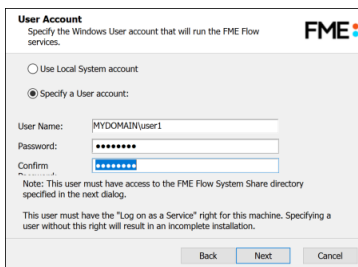 User Account
Specify the Windows User account that will run the FME Flow
services.
FME
Use Local System account
Specify a User account:
User Name:
MYDOMAIN\user1
Password:
••••••••
Confirm
••••••••
Note: This user must have access to the FME Flow System Share directory
specified in the next dialog.
This user must have the "Log on as a Service" right for this machine. Specifying a
user without this right will result in an incomplete installation.
Back
Next
Cancel